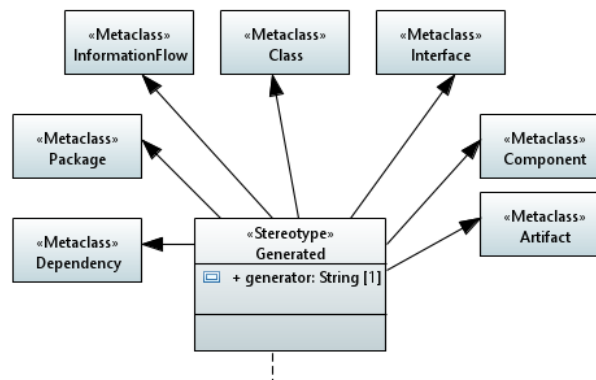 «Metaclass»
InformationFlow
«Metaclass»
Class
«Metaclass»
Interface
«Metaclass»
Package
«Metaclass»
Component
«Metaclass»
Dependency
«Metaclass»
Artifact
«Stereotype»
Generated
+ generator: String [1]